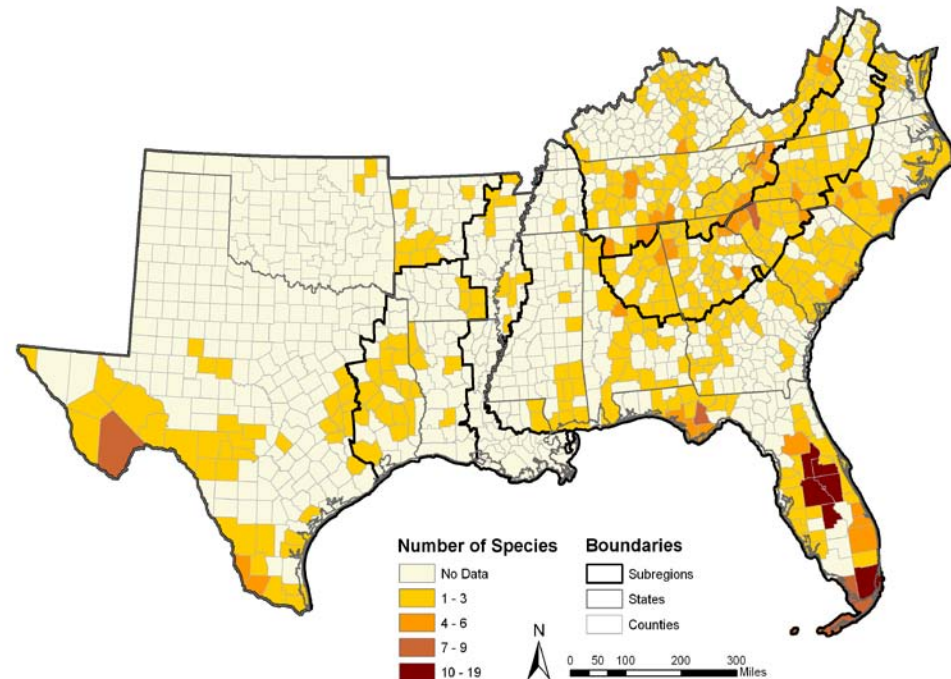 Number of Species
No Data
1 - 3
4 - 6
7 - 9
10 - 19
Boundaries
Subregions
States
Counties
N
0 50 100 200 300
Miles